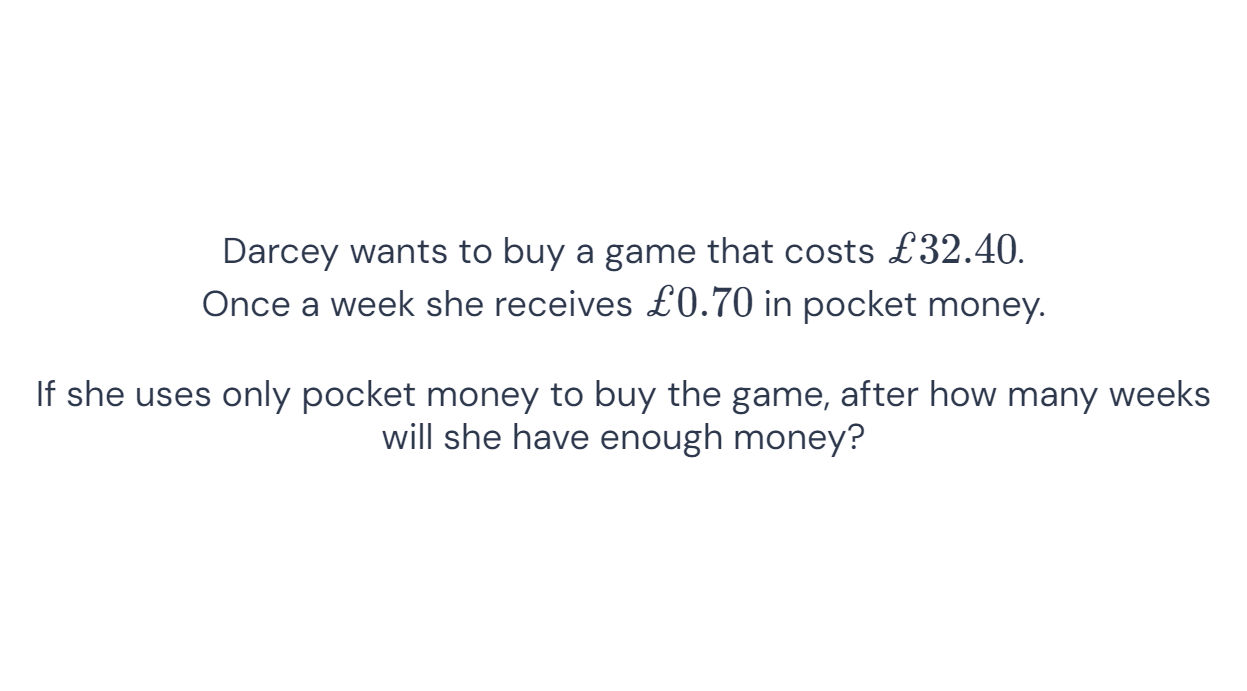 Darcey wants to buy a game that costs £32.40.
Once a week she receives £0.70 in pocket money.
If she uses only pocket money to buy the game, after how many weeks
will she have enough money?